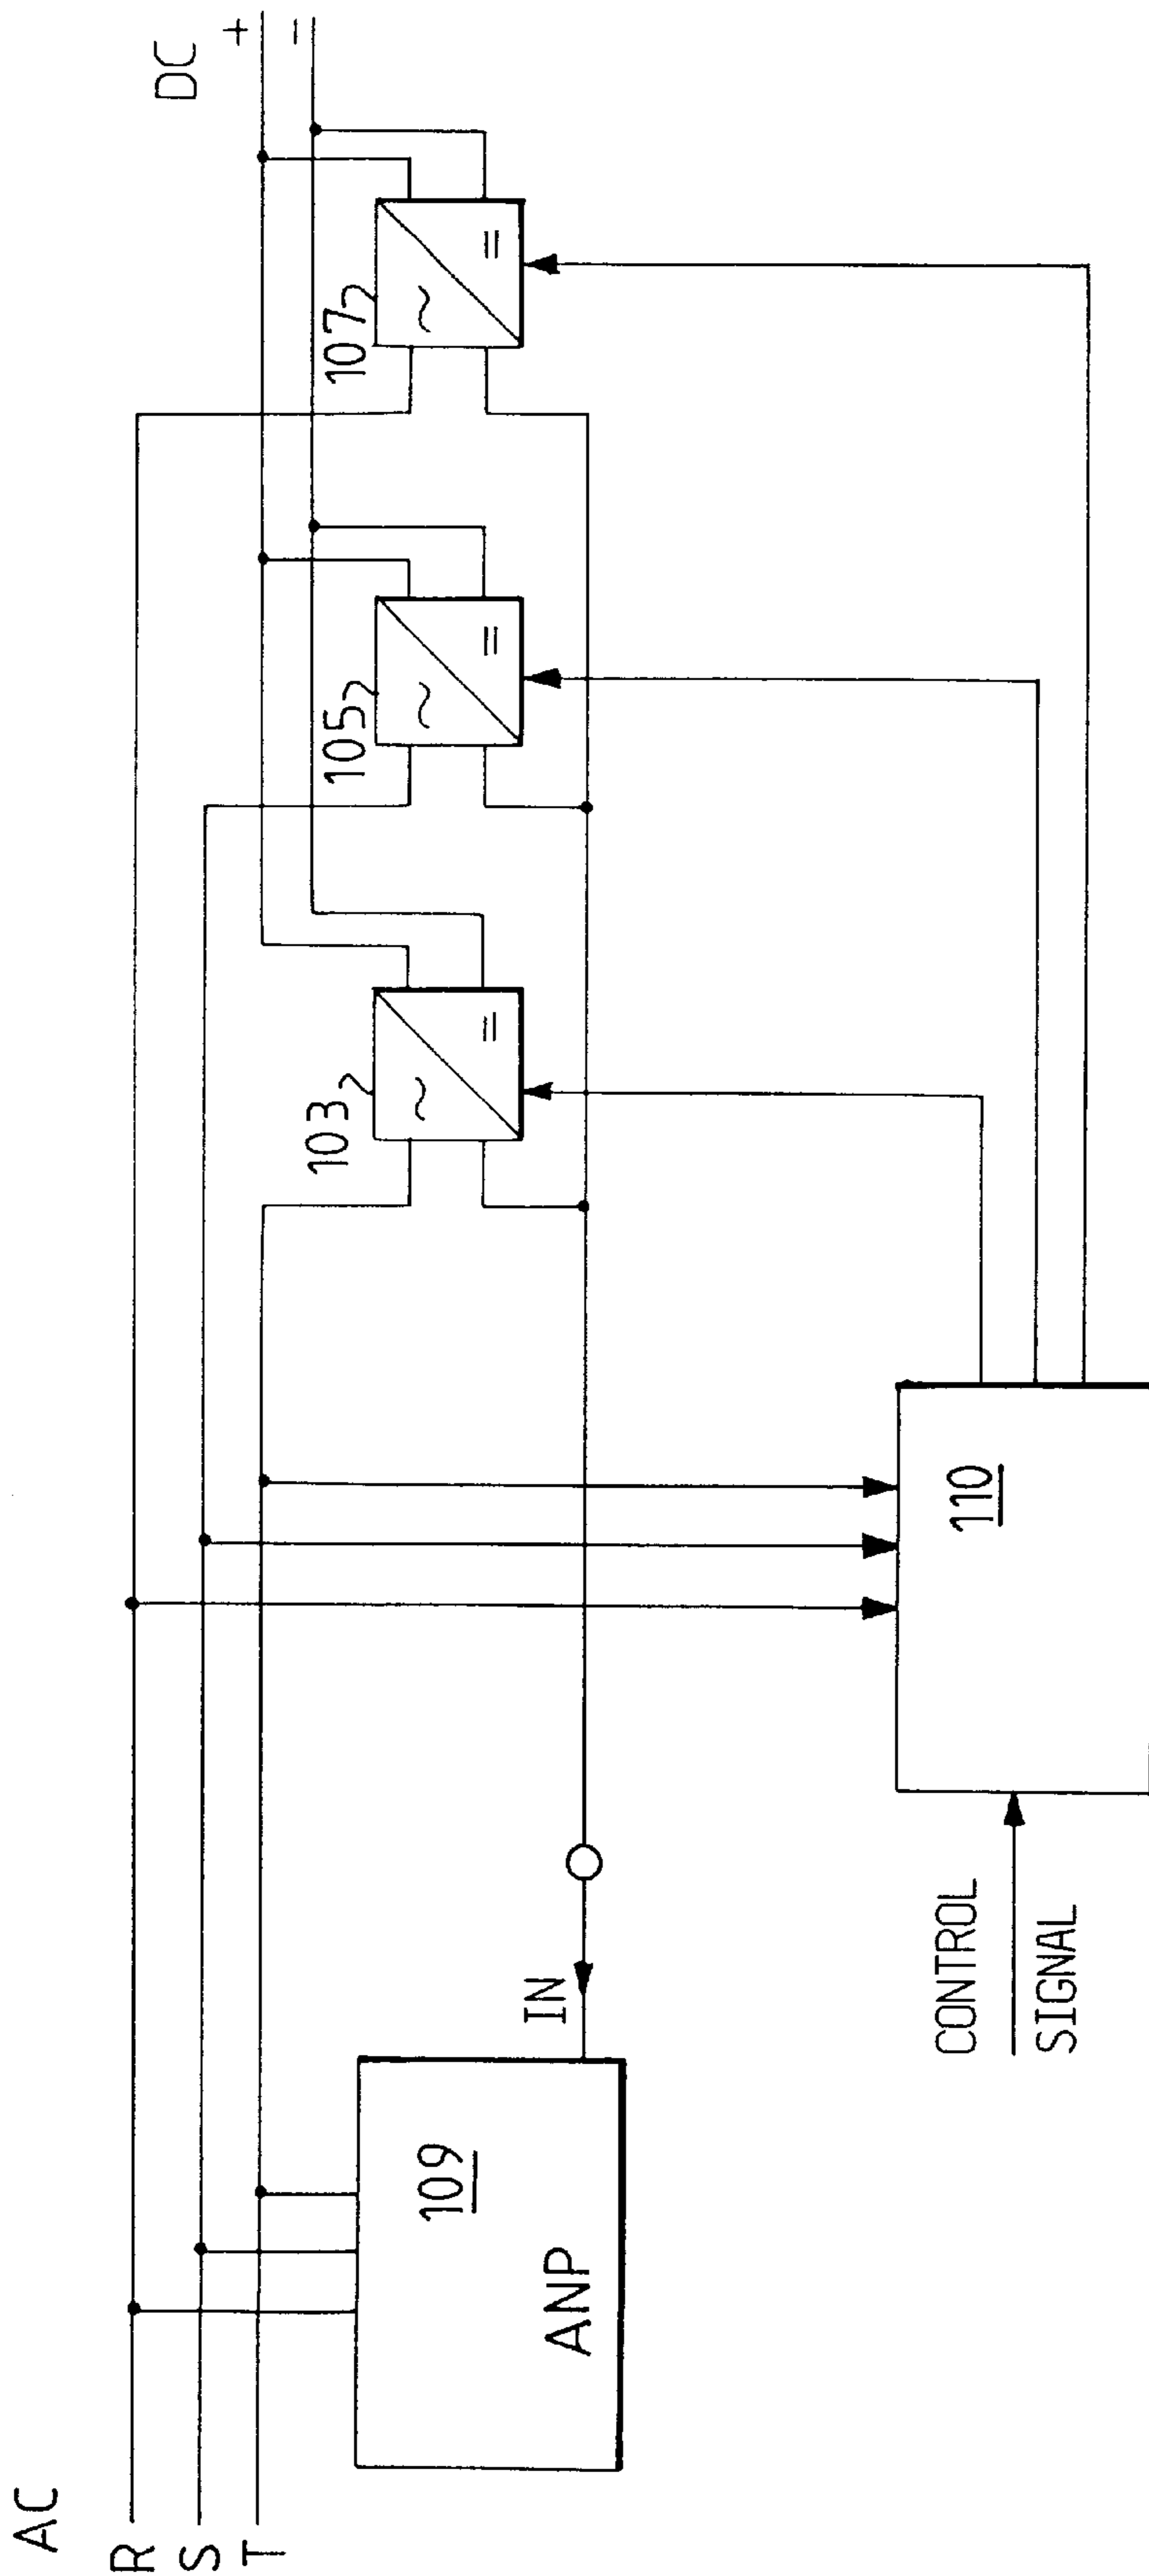 AC
R
S
T
DC
+
−
103
~
=
105
~
=
107
~
=
109
ANP
IN
110
CONTROL
SIGNAL